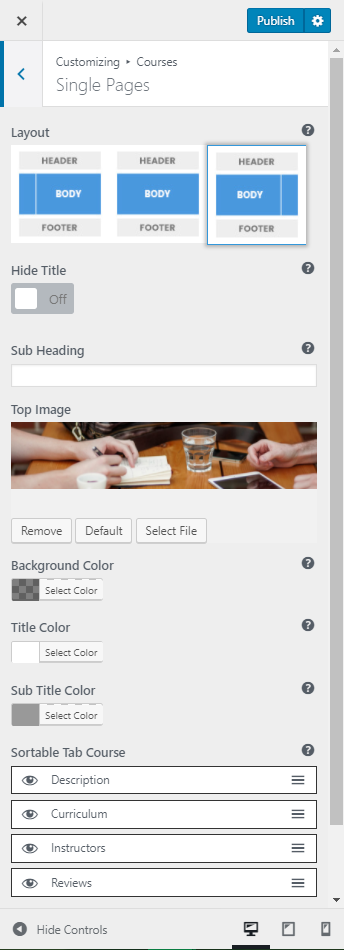 Publish
Customizing ▸ Courses
Single Pages
Layout
HEADER HEADER HEADER
BODY BODY BODY
FOOTER FOOTER FOOTER
Hide Title
Off
Sub Heading
Top Image
Remove Default Select File
Background Color
Select Color
Title Color
Select Color
Sub Title Color
Select Color
Sortable Tab Course
Description
Curriculum
Instructors
Reviews
Hide Controls